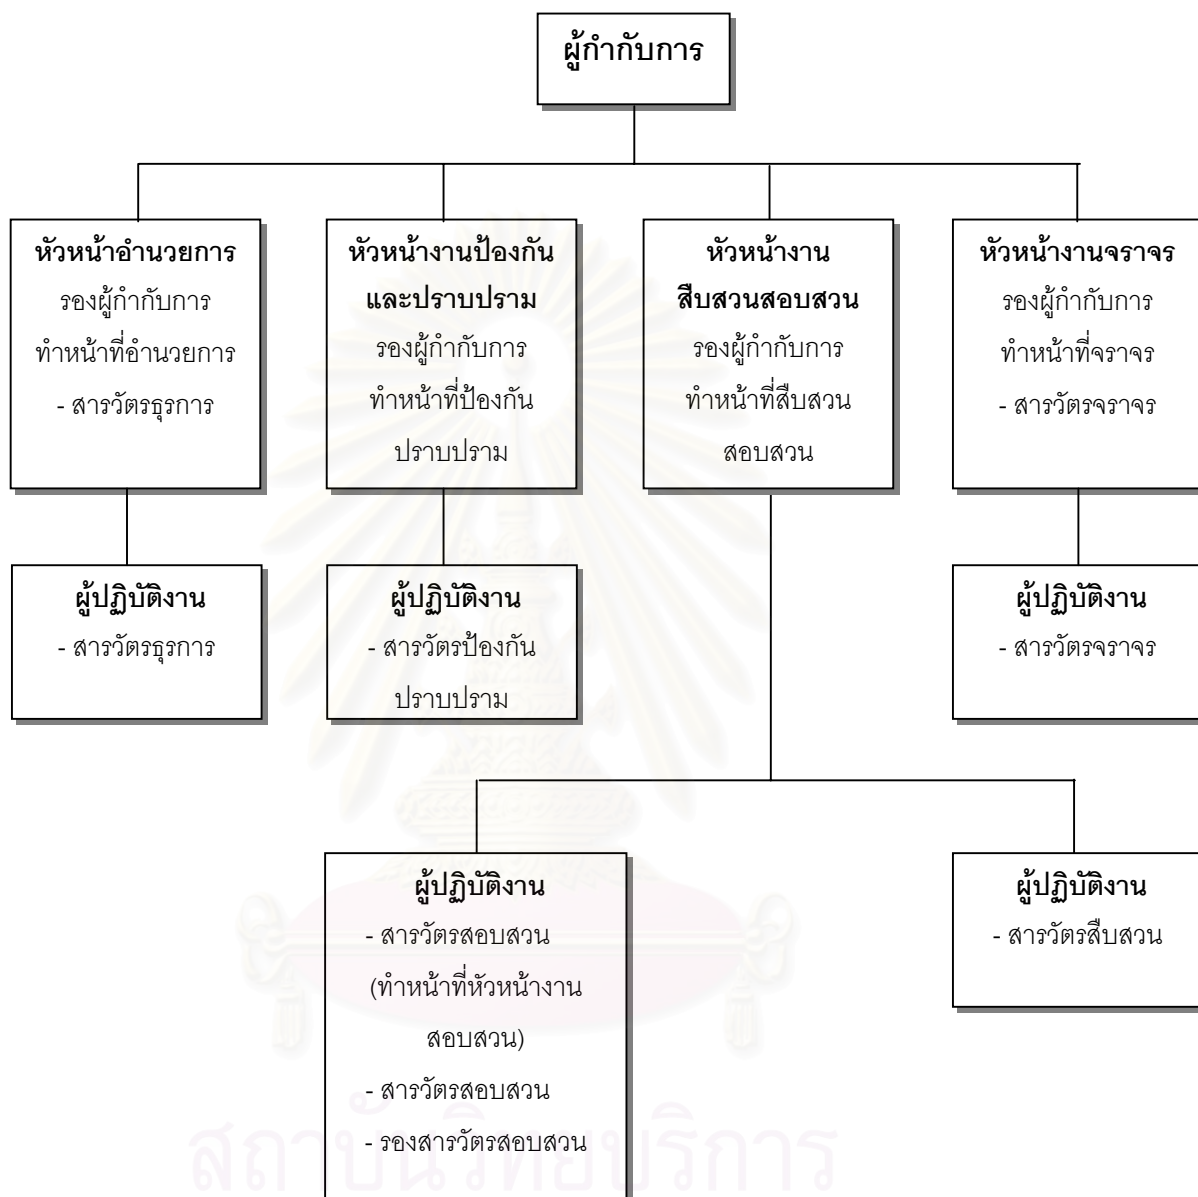 ผู้กำกับการ
หัวหน้าอำนวยการ
รองผู้กำกับการ
ทำหน้าที่อำนวยการ
- สารวัตรธุรการ
หัวหน้างานป้องกัน
และปราบปราม
รองผู้กำกับการ
ทำหน้าที่ป้องกัน
ปราบปราม
หัวหน้างาน
สืบสวนสอบสวน
รองผู้กำกับการ
ทำหน้าที่สืบสวน
สอบสวน
หัวหน้างานจราจร
รองผู้กำกับการ
ทำหน้าที่จราจร
- สารวัตรจราจร
ผู้ปฏิบัติงาน
- สารวัตรธุรการ
ผู้ปฏิบัติงาน
- สารวัตรป้องกัน
ปราบปราม
ผู้ปฏิบัติงาน
- สารวัตรจราจร
ผู้ปฏิบัติงาน
- สารวัตรสอบสวน
(ทำหน้าที่หัวหน้างาน
สอบสวน)
- สารวัตรสอบสวน
- รองสารวัตรสอบสวน
ผู้ปฏิบัติงาน
- สารวัตรสืบสวน
สถาบันวิทยบริการ